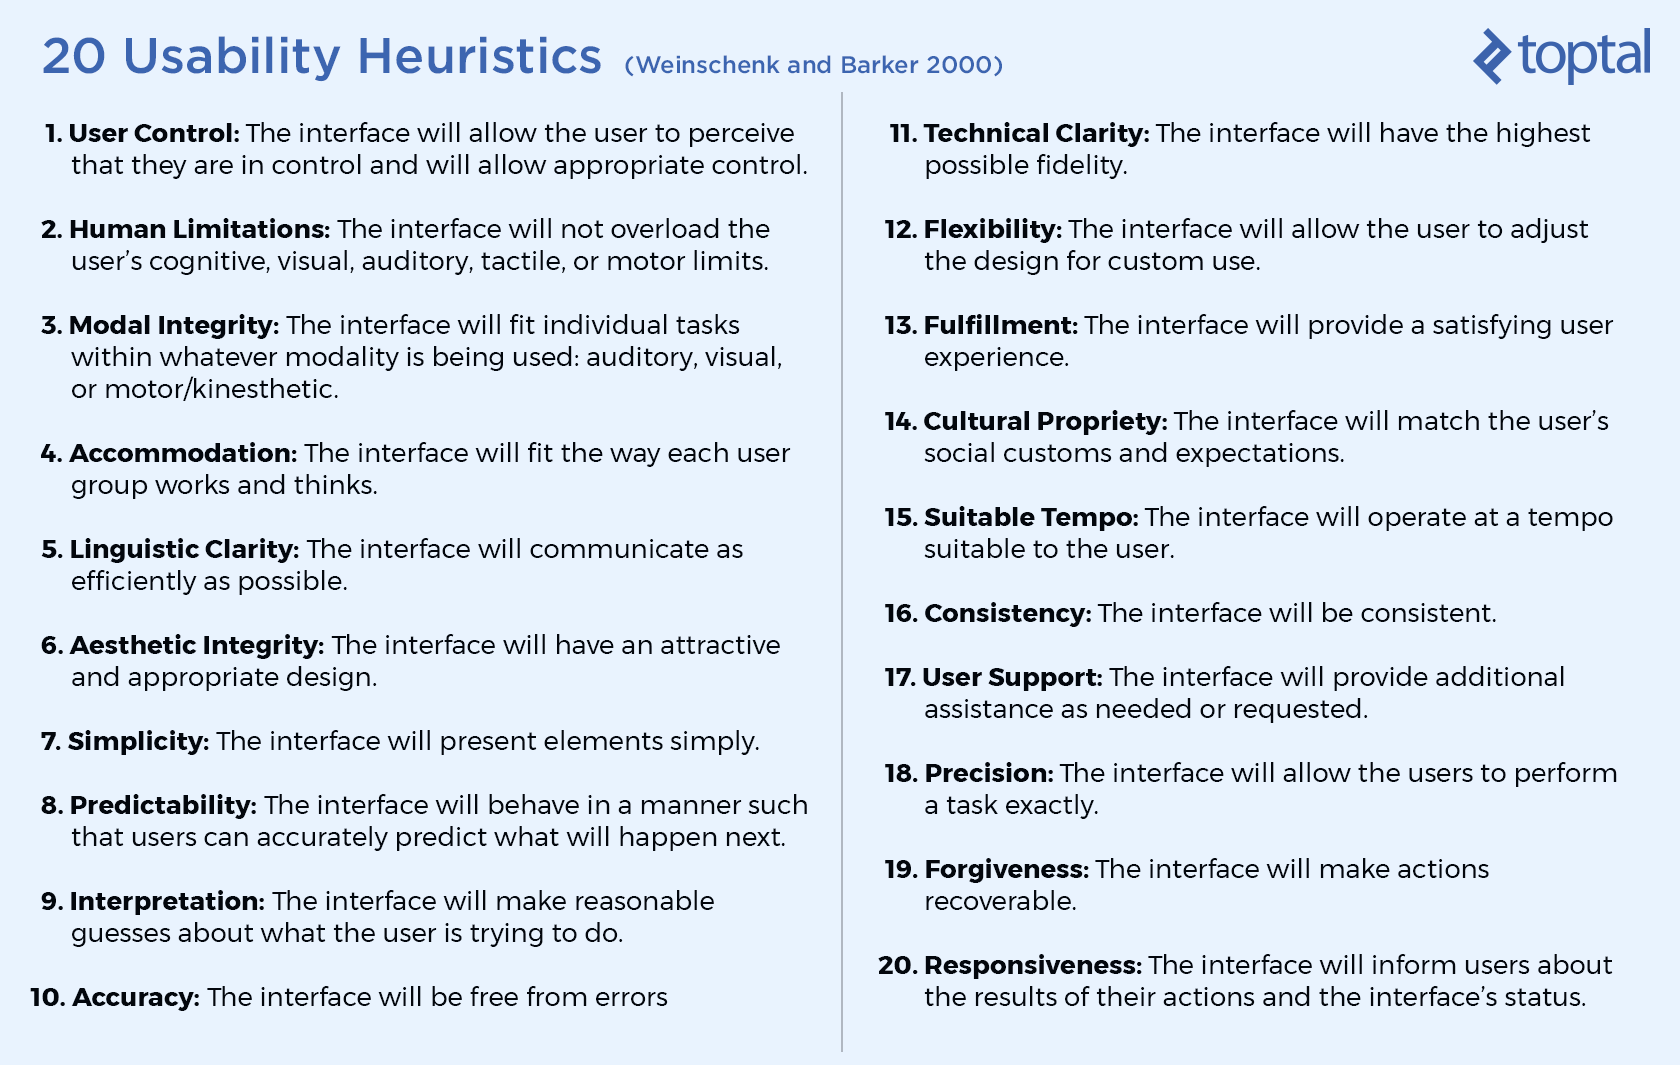 20 Usability Heuristics (Weinschenk and Barker 2000)
toptal
1. User Control: The interface will allow the user to perceive
that they are in control and will allow appropriate control.
2. Human Limitations: The interface will not overload the
user’s cognitive, visual, auditory, tactile, or motor limits.
3. Modal Integrity: The interface will fit individual tasks
within whatever modality is being used: auditory, visual,
or motor/kinesthetic.
4. Accommodation: The interface will fit the way each user
group works and thinks.
5. Linguistic Clarity: The interface will communicate as
efficiently as possible.
6. Aesthetic Integrity: The interface will have an attractive
and appropriate design.
7. Simplicity: The interface will present elements simply.
8. Predictability: The interface will behave in a manner such
that users can accurately predict what will happen next.
9. Interpretation: The interface will make reasonable
guesses about what the user is trying to do.
10. Accuracy: The interface will be free from errors
11. Technical Clarity: The interface will have the highest
possible fidelity.
12. Flexibility: The interface will allow the user to adjust
the design for custom use.
13. Fulfillment: The interface will provide a satisfying user
experience.
14. Cultural Propriety: The interface will match the user’s
social customs and expectations.
15. Suitable Tempo: The interface will operate at a tempo
suitable to the user.
16. Consistency: The interface will be consistent.
17. User Support: The interface will provide additional
assistance as needed or requested.
18. Precision: The interface will allow the users to perform
a task exactly.
19. Forgiveness: The interface will make actions
recoverable.
20. Responsiveness: The interface will inform users about
the results of their actions and the interface’s status.